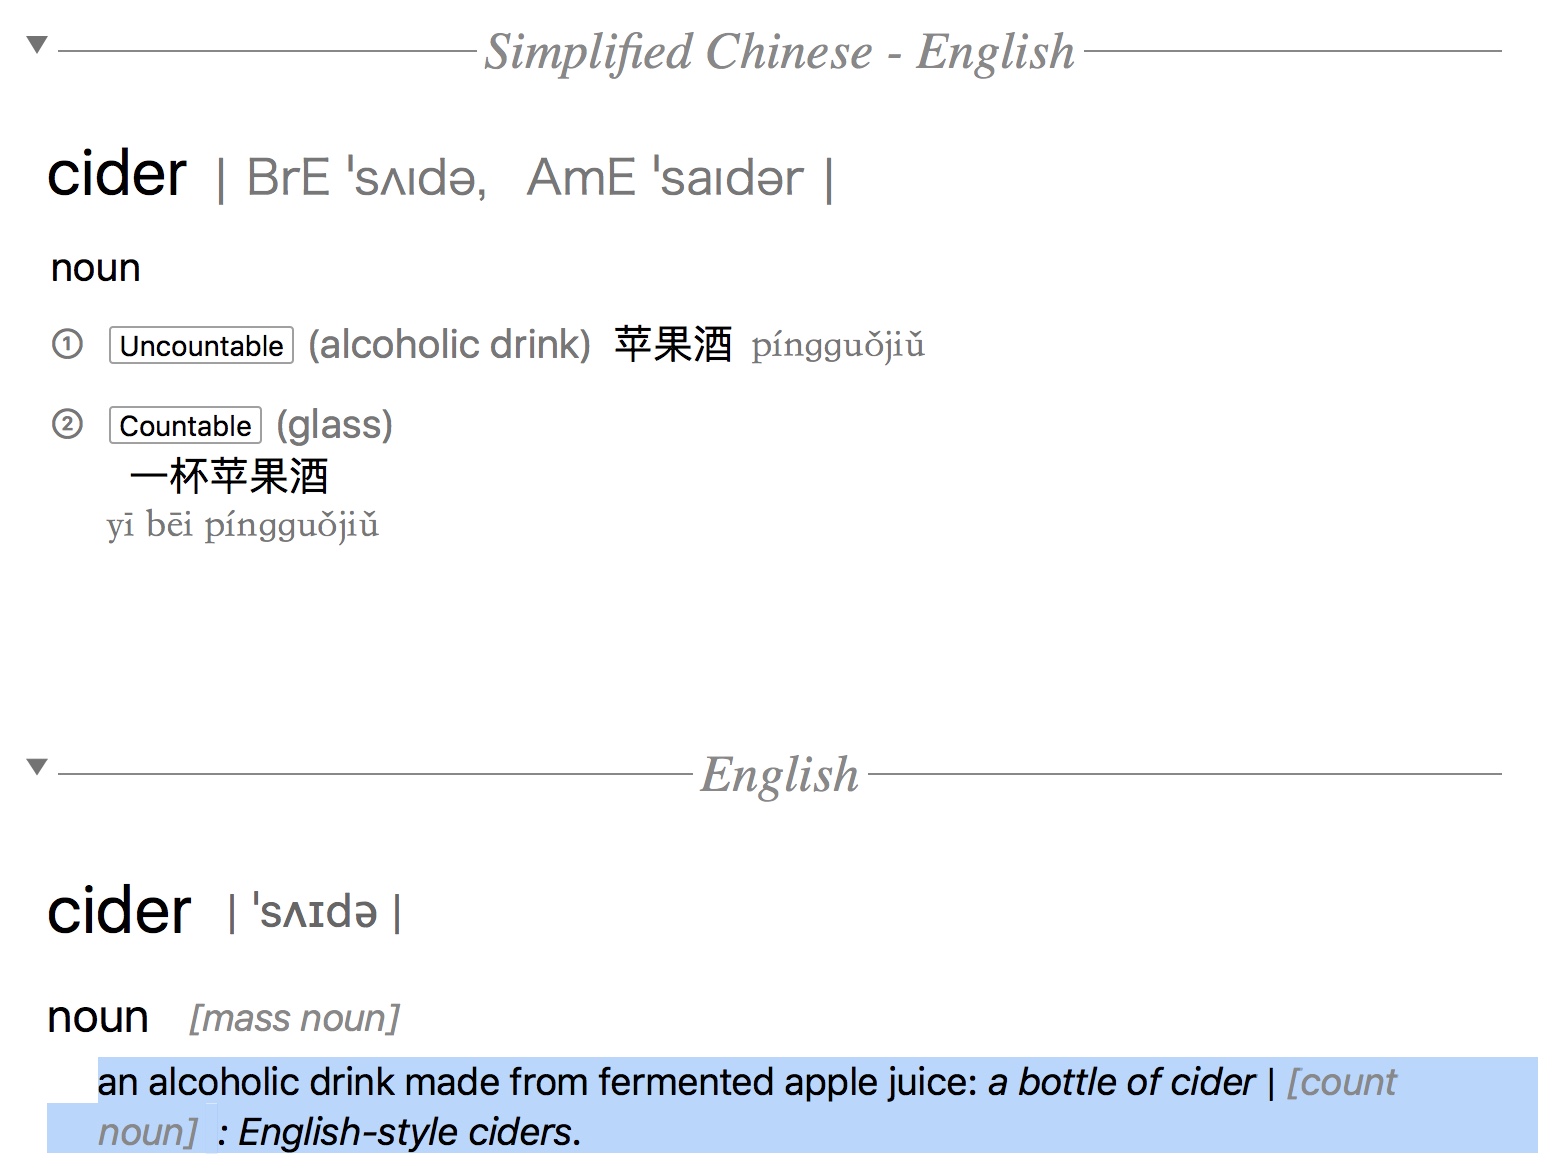 Simplified Chinese - English
cider | BrE ˈsʌɪdə, AmE ˈsaɪdər |
noun
① Uncountable (alcoholic drink) 苹果酒 píngguǒjiǔ
② Countable (glass)
一杯苹果酒
yī bēi píngguǒjiǔ
English
cider | ˈsʌɪdə |
noun [mass noun]
an alcoholic drink made from fermented apple juice: a bottle of cider | [count
noun] : English-style ciders.